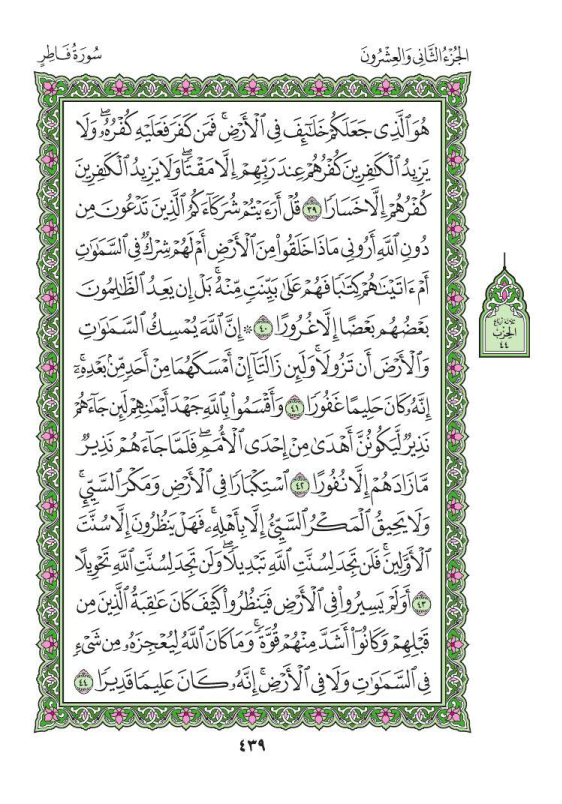 سُورَةُ فَاطِرٍ
الجُزْءُ الثَّانِي وَالعِشْرُونَ
هُوَ ٱلَّذِى جَعَلَكُمْ خَلَٰٓئِفَ فِى ٱلْأَرْضِۚ فَمَن كَفَرَ فَعَلَيْهِ كُفْرُهُۥۖ وَلَا
يَزِيدُ ٱلْكَٰفِرِينَ كُفْرُهُمْ عِندَ رَبِّهِمْ إِلَّا مَقْتًاۖ وَلَا يَزِيدُ ٱلْكَٰفِرِينَ
كُفْرُهُمْ إِلَّا خَسَارًا ٣٩ قُلْ أَرَءَيْتُمْ شُرَكَآءَكُمُ ٱلَّذِينَ تَدْعُونَ مِن
دُونِ ٱللَّهِ أَرُونِى مَاذَا خَلَقُوا۟ مِنَ ٱلْأَرْضِ أَمْ لَهُمْ شِرْكٌ فِى ٱلسَّمَٰوَٰتِ
أَمْ ءَاتَيْنَٰهُمْ كِتَٰبًا فَهُمْ عَلَىٰ بَيِّنَتٍ مِّنْهُۚ بَلْ إِن يَعِدُ ٱلظَّٰلِمُونَ
بَعْضُهُم بَعْضًا إِلَّا غُرُورًا ٤٠ ۞ إِنَّ ٱللَّهَ يُمْسِكُ ٱلسَّمَٰوَٰتِ
وَٱلْأَرْضَ أَن تَزُولَاۚ وَلَئِن زَالَتَآ إِنْ أَمْسَكَهُمَا مِنْ أَحَدٍ مِّنۢ بَعْدِهِۦٓۚ
إِنَّهُۥ كَانَ حَلِيمًا غَفُورًا ٤١ وَأَقْسَمُوا۟ بِٱللَّهِ جَهْدَ أَيْمَٰنِهِمْ لَئِن جَآءَهُمْ
نَذِيرٌ لَّيَكُونُنَّ أَهْدَىٰ مِنْ إِحْدَى ٱلْأُمَمِۖ فَلَمَّا جَآءَهُمْ نَذِيرٌ
مَّا زَادَهُمْ إِلَّا نُفُورًا ٤٢ ٱسْتِكْبَارًا فِى ٱلْأَرْضِ وَمَكْرَ ٱلسَّيِّئِۚ
وَلَا يَحِيقُ ٱلْمَكْرُ ٱلسَّيِّئُ إِلَّا بِأَهْلِهِۦۚ فَهَلْ يَنظُرُونَ إِلَّا سُنَّتَ
ٱلْأَوَّلِينَۚ فَلَن تَجِدَ لِسُنَّتِ ٱللَّهِ تَبْدِيلًاۖ وَلَن تَجِدَ لِسُنَّتِ ٱللَّهِ تَحْوِيلًا
٤٣ أَوَلَمْ يَسِيرُوا۟ فِى ٱلْأَرْضِ فَيَنظُرُوا۟ كَيْفَ كَانَ عَٰقِبَةُ ٱلَّذِينَ مِن
قَبْلِهِمْ وَكَانُوٓا۟ أَشَدَّ مِنْهُمْ قُوَّةًۚ وَمَا كَانَ ٱللَّهُ لِيُعْجِزَهُۥ مِن شَىْءٍ
فِى ٱلسَّمَٰوَٰتِ وَلَا فِى ٱلْأَرْضِۚ إِنَّهُۥ كَانَ عَلِيمًا قَدِيرًا ٤٤
ثلاثة أرباع
الحزب
٤٤
٤٣٩